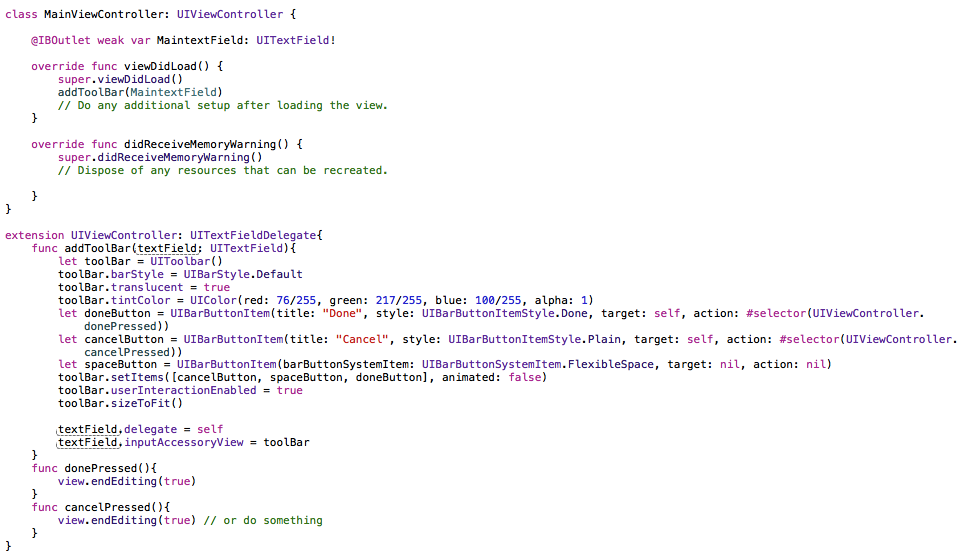 class MainViewController: UIViewController {
@IBOutlet weak var MaintextField: UITextField!
override func viewDidLoad() {
super.viewDidLoad()
addToolBar(MaintextField)
// Do any additional setup after loading the view.
}
override func didReceiveMemoryWarning() {
super.didReceiveMemoryWarning()
// Dispose of any resources that can be recreated.
}
}
extension UIViewController: UITextFieldDelegate{
func addToolBar(textField: UITextField){
let toolBar = UIToolbar()
toolBar.barStyle = UIBarStyle.Default
toolBar.translucent = true
toolBar.tintColor = UIColor(red: 76/255, green: 217/255, blue: 100/255, alpha: 1)
let doneButton = UIBarButtonItem(title: "Done", style: UIBarButtonItemStyle.Done, target: self, action: #selector(UIViewController.
donePressed))
let cancelButton = UIBarButtonItem(title: "Cancel", style: UIBarButtonItemStyle.Plain, target: self, action: #selector(UIViewController.
cancelPressed))
let spaceButton = UIBarButtonItem(barButtonSystemItem: UIBarButtonSystemItem.FlexibleSpace, target: nil, action: nil)
toolBar.setItems([cancelButton, spaceButton, doneButton], animated: false)
toolBar.userInteractionEnabled = true
toolBar.sizeToFit()
textField.delegate = self
textField.inputAccessoryView = toolBar
}
func donePressed(){
view.endEditing(true)
}
func cancelPressed(){
view.endEditing(true) // or do something
}
}